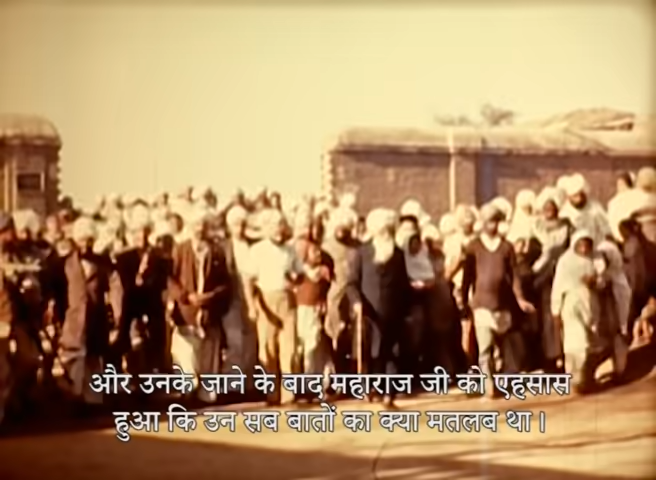 और उनके जाने के बाद महाराज जी को एहसास
हुआ कि उन सब बातों का क्या मतलब था।